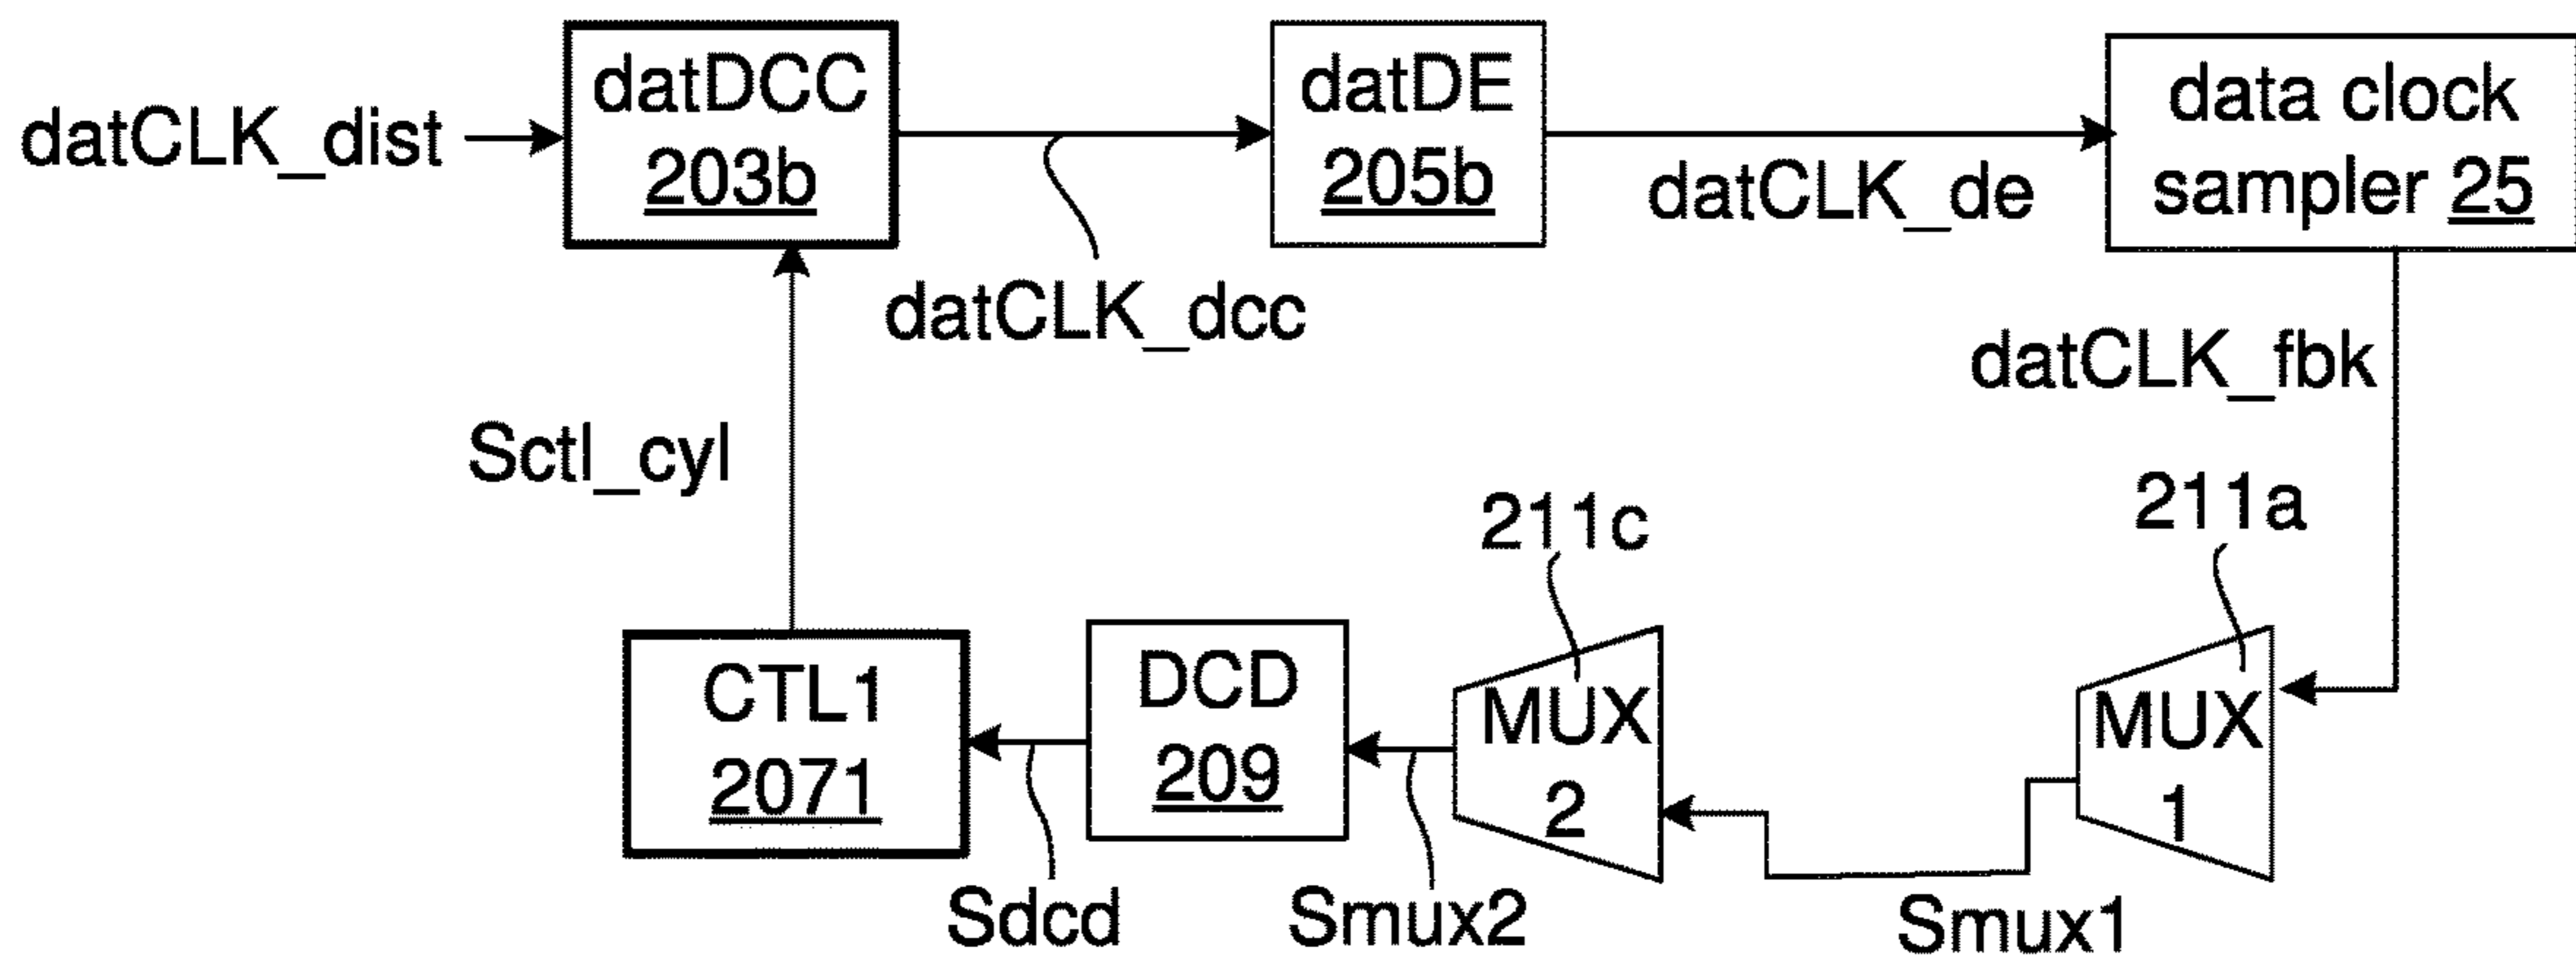 datCLK_dist
datDCC
203b
datCLK_dcc
datDE
205b
datCLK_de
data clock
sampler 25
datCLK_fbk
Sctl_cyl
211c
211a
CTL1
2071
DCD
209
MUX
2
MUX
1
Sdcd
Smux2
Smux1